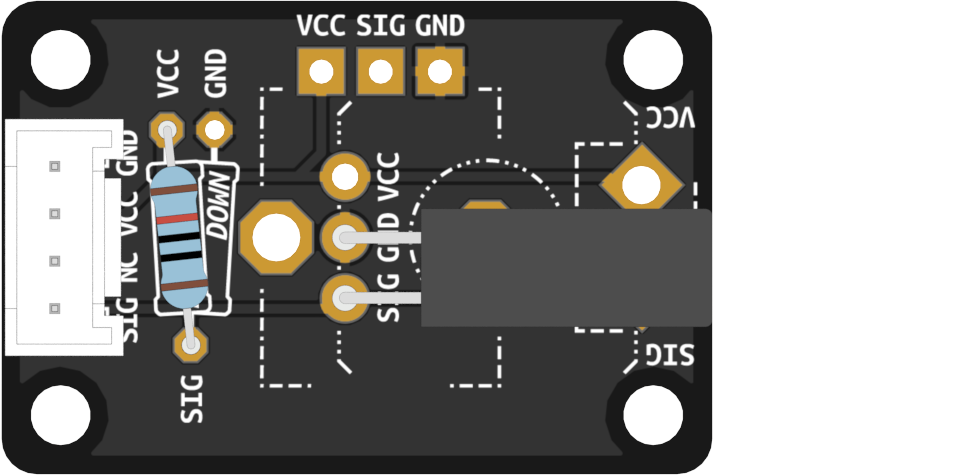 VCC SIG GND
VCC
GND
VCC
GND
VCC
NC
SIG
DOWN
VCC
GND
SIG
SIG
SIG